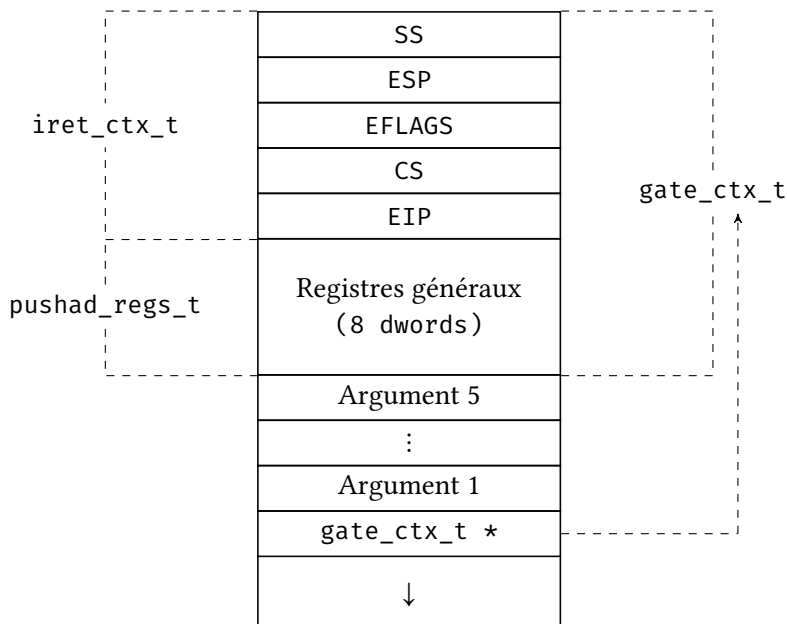 SS
ESP
EFLAGS
CS
EIP
iret_ctx_t
gate_ctx_t
Registres généraux
(8 dwords)
pushad_regs_t
Argument 5
⋮
Argument 1
gate_ctx_t *
↓